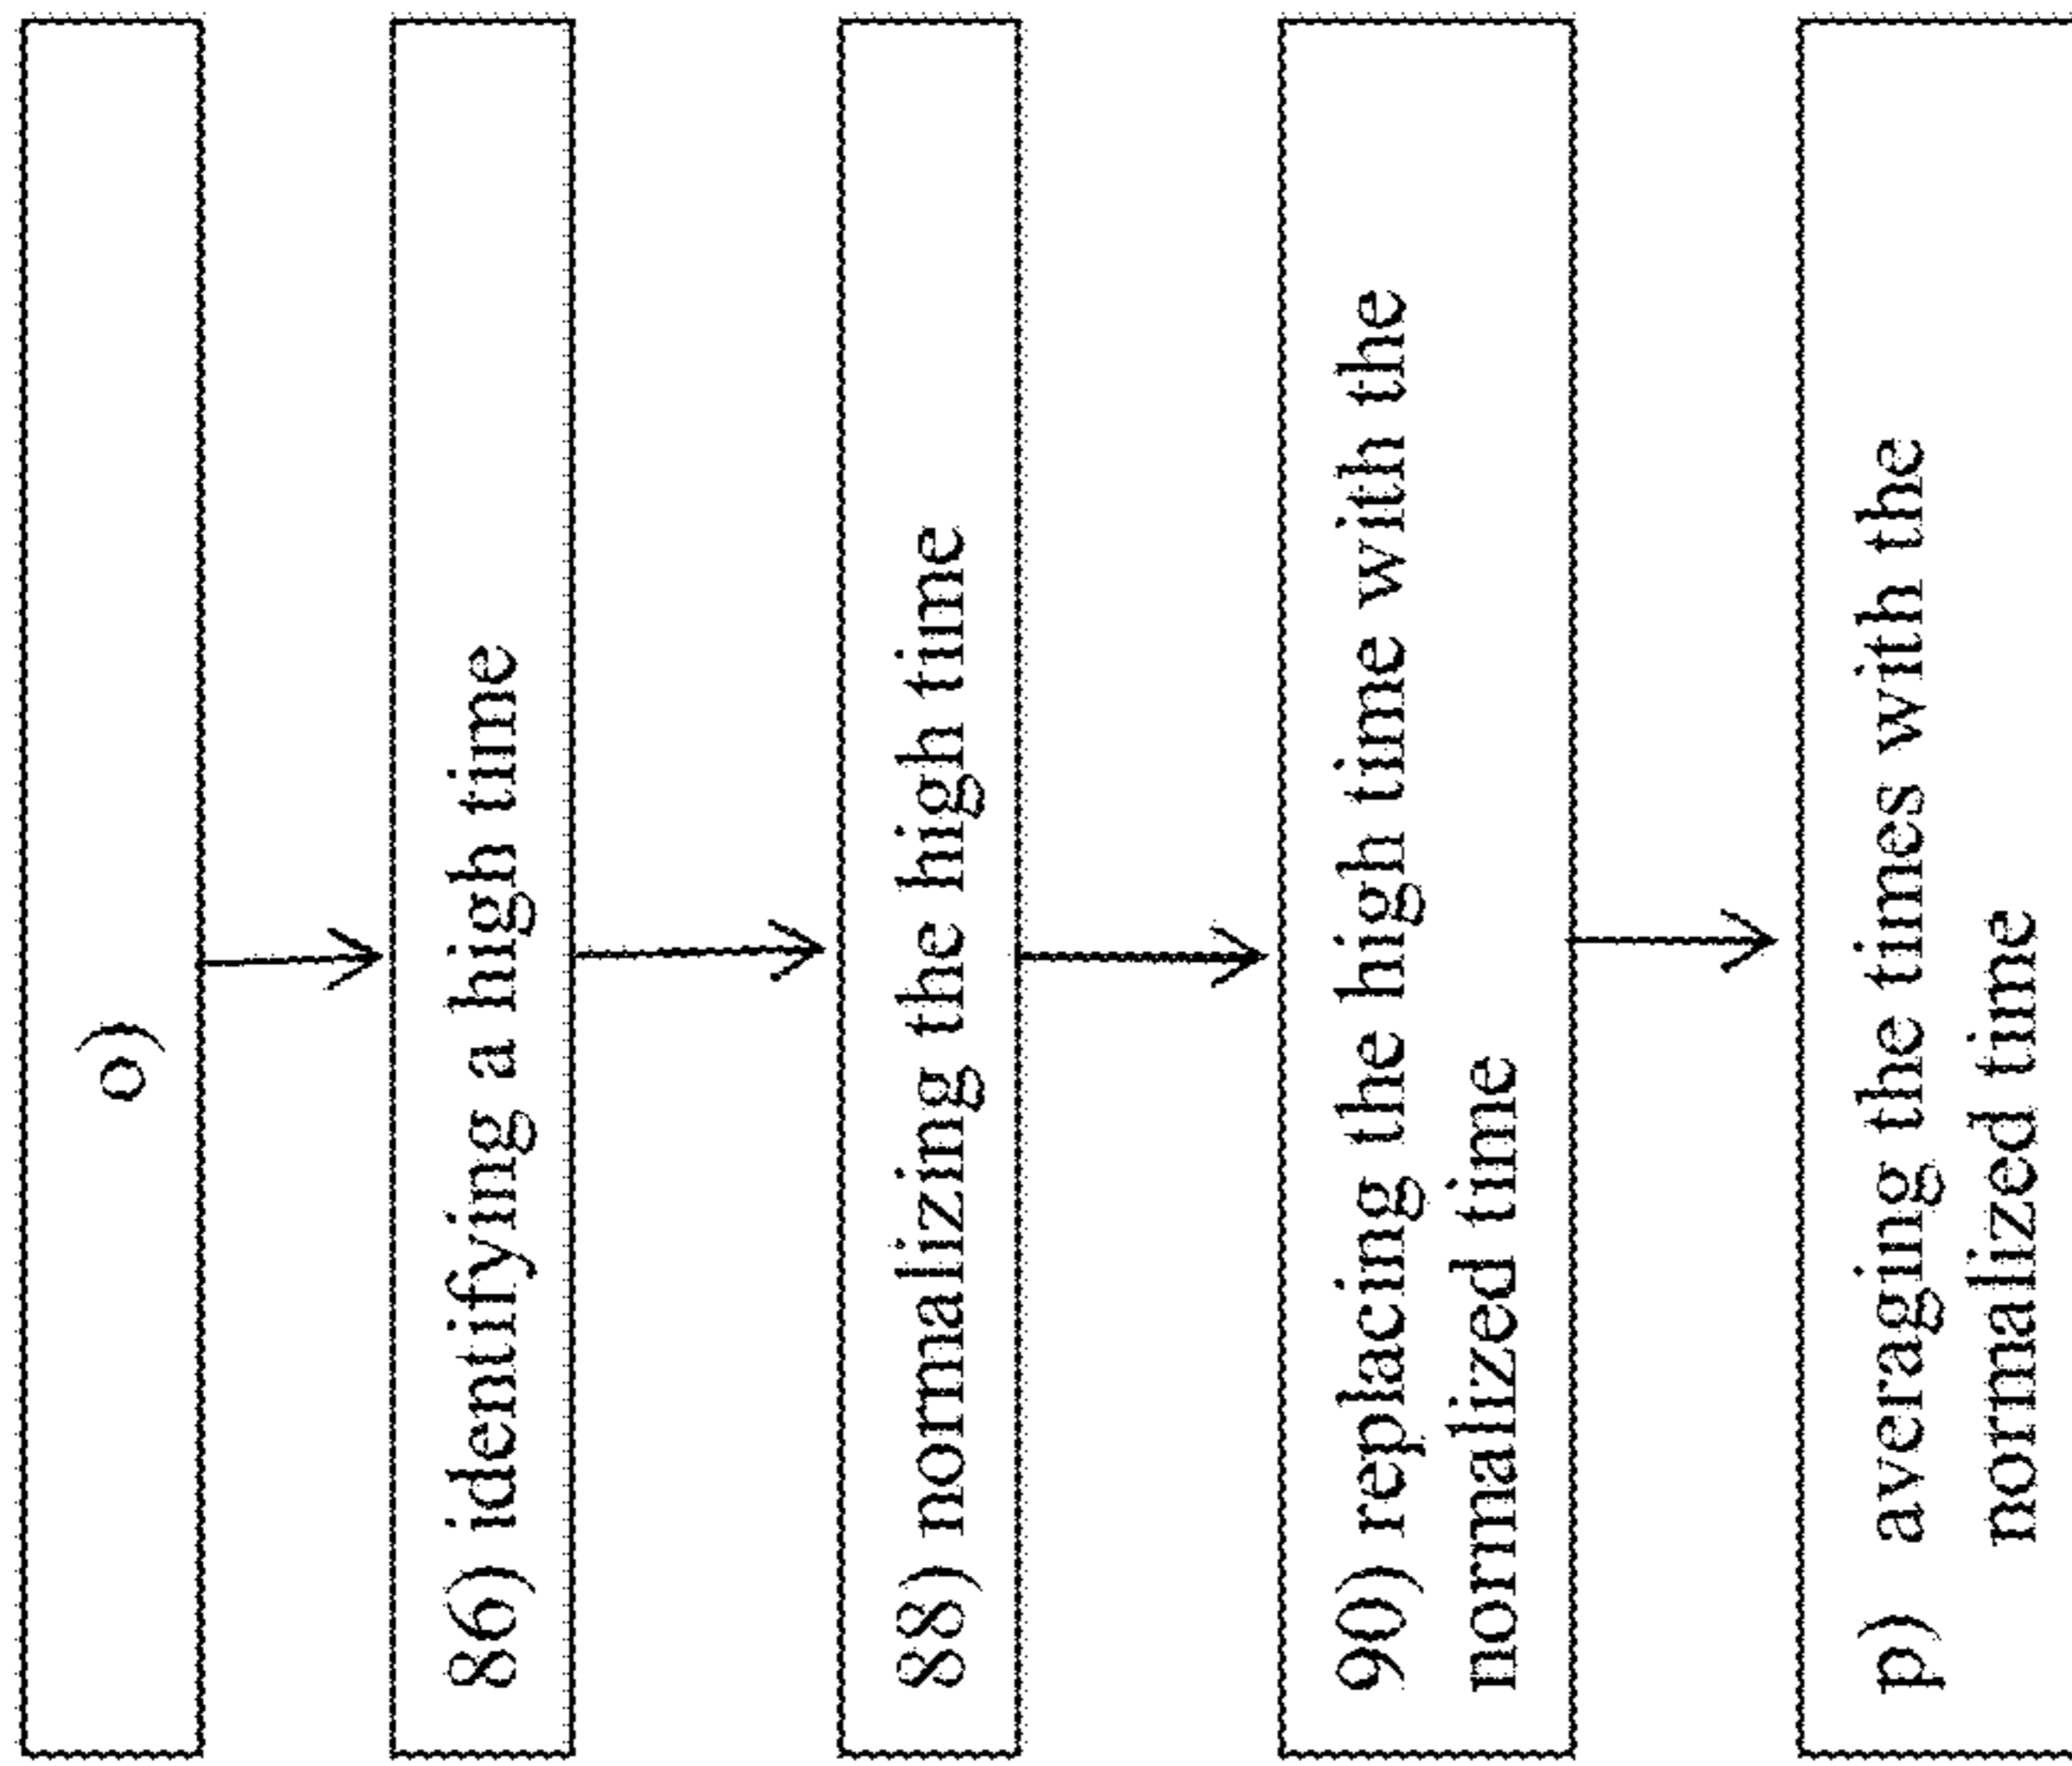 o)
86) identifying a high time
88) normalizing the high time
90) replacing the high time with the
normalized time
p) averaging the times with the
normalized time